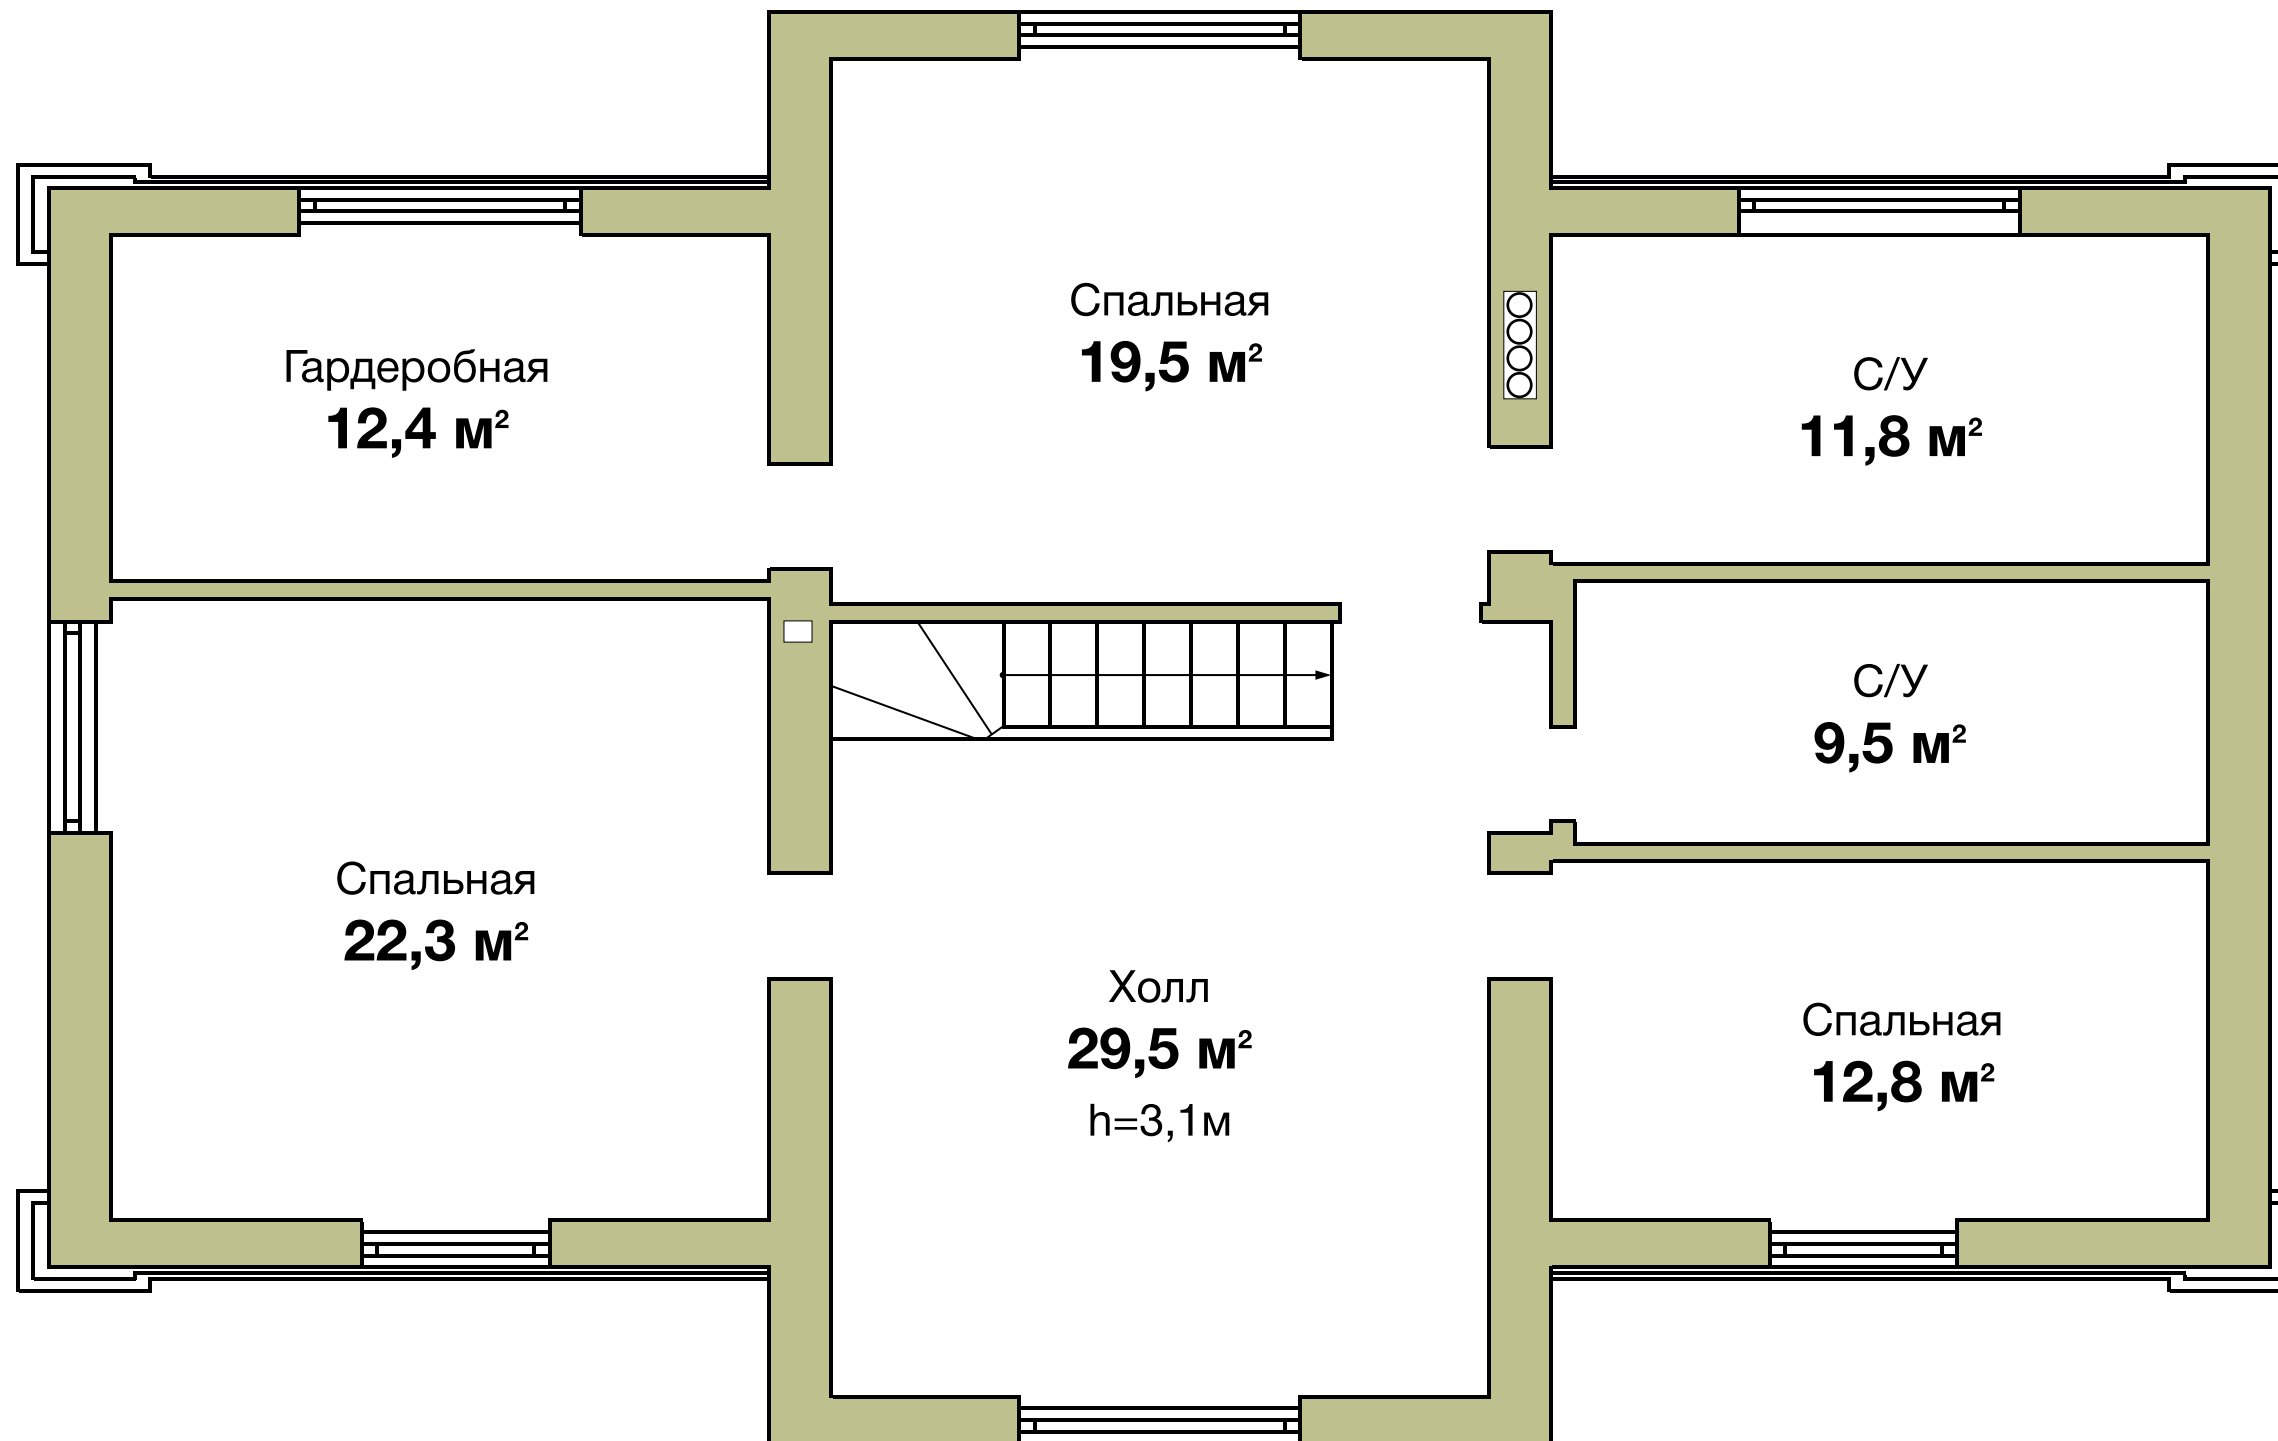 Спальная
19,5 м²
Гардеробная
12,4 м²
С/У
11,8 м²
С/У
9,5 м²
Спальная
22,3 м²
Холл
29,5 м²
h=3,1м
Спальная
12,8 м²